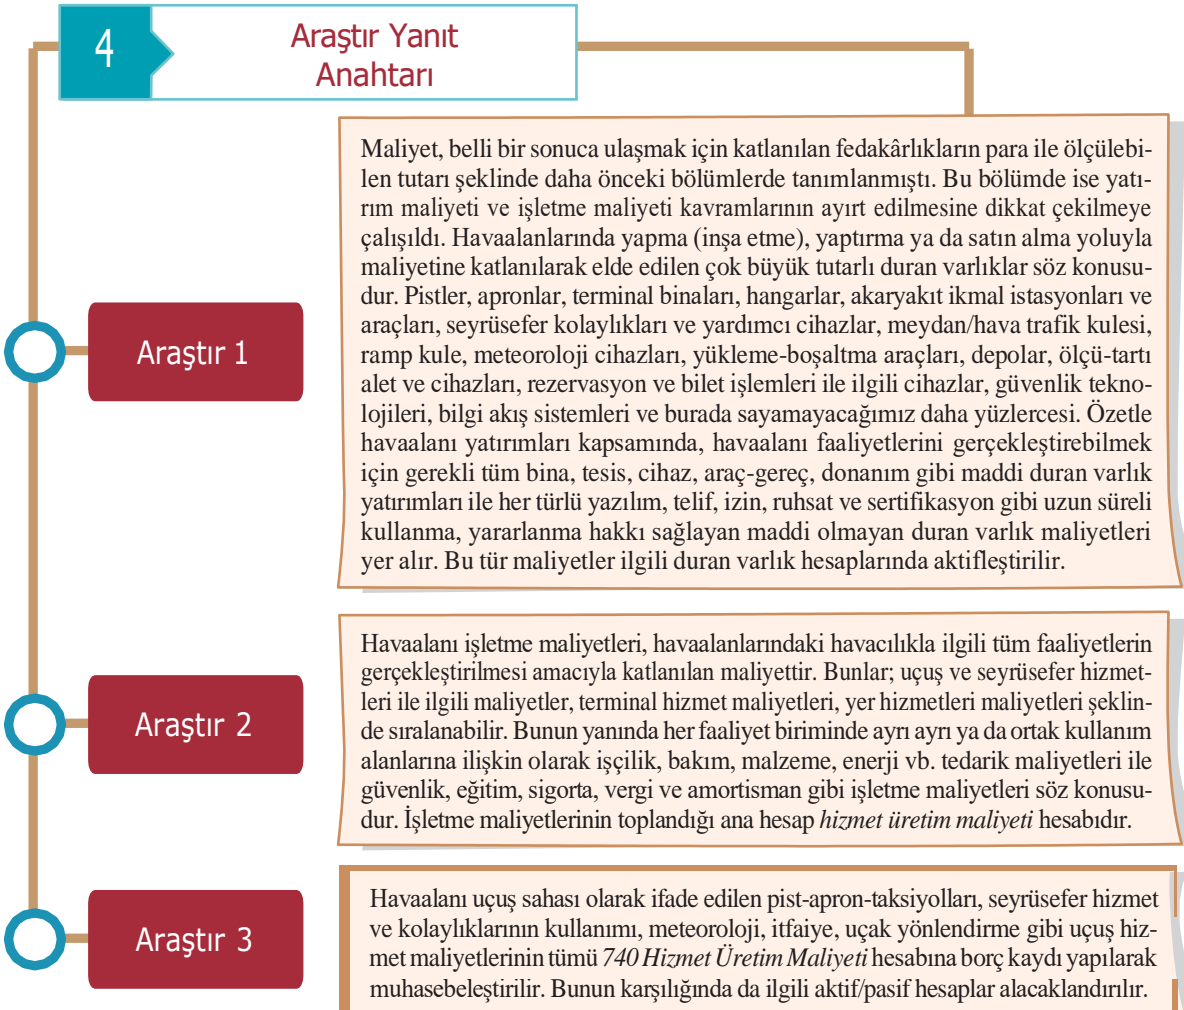 4
Araştır Yanıt
Anahtarı
Araştır 1
Maliyet, belli bir sonuca ulaşmak için katlanılan fedakârlıkların para ile ölçülebi-
len tutarı şeklinde daha önceki bölümlerde tanımlanmıştı. Bu bölümde ise yatı-
rım maliyeti ve işletme maliyeti kavramlarının ayırt edilmesine dikkat çekilmeye
çalışıldı. Havaalanlarında yapma (inşa etme), yaptırma ya da satın alma yoluyla
maliyetine katlanılarak elde edilen çok büyük tutarlı duran varlıklar söz konusu-
dur. Pistler, apronlar, terminal binaları, hangarlar, akaryakıt ikmal istasyonları ve
araçları, seyrüsefer kolaylıkları ve yardımcı cihazlar, meydan/hava trafik kulesi,
ramp kule, meteoroloji cihazları, yükleme-boşaltma araçları, depolar, ölçü-tartı
alet ve cihazları, rezervasyon ve bilet işlemleri ile ilgili cihazlar, güvenlik tekno-
lojileri, bilgi akış sistemleri ve burada sayamayacağımız daha yüzlercesi. Özetle
havaalanı yatırımları kapsamında, havaalanı faaliyetlerini gerçekleştirebilmek
için gerekli tüm bina, tesis, cihaz, araç-gereç, donanım gibi maddi duran varlık
yatırımları ile her türlü yazılım, telif, izin, ruhsat ve sertifikasyon gibi uzun süreli
kullanma, yararlanma hakkı sağlayan maddi olmayan duran varlık maliyetleri
yer alır. Bu tür maliyetler ilgili duran varlık hesaplarında aktifleştirilir.
Araştır 2
Havaalanı işletme maliyetleri, havaalanlarındaki havacılıkla ilgili tüm faaliyetlerin
gerçekleştirilmesi amacıyla katlanılan maliyettir. Bunlar; uçuş ve seyrüsefer hizmet-
leri ile ilgili maliyetler, terminal hizmet maliyetleri, yer hizmetleri maliyetleri şeklin-
de sıralanabilir. Bunun yanında her faaliyet biriminde ayrı ayrı ya da ortak kullanım
alanlarına ilişkin olarak işçilik, bakım, malzeme, enerji vb. tedarik maliyetleri ile
güvenlik, eğitim, sigorta, vergi ve amortisman gibi işletme maliyetleri söz konusu-
dur. İşletme maliyetlerinin toplandığı ana hesap hizmet üretim maliyeti hesabıdır.
Araştır 3
Havaalanı uçuş sahası olarak ifade edilen pist-apron-taksiyolları, seyrüsefer hizmet
ve kolaylıklarının kullanımı, meteoroloji, itfaiye, uçak yönlendirme gibi uçuş hiz-
met maliyetlerinin tümü 740 Hizmet Üretim Maliyeti hesabına borç kaydı yapılarak
muhasebeleştirilir. Bunun karşılığında da ilgili aktif/pasif hesaplar alacaklandırılır.